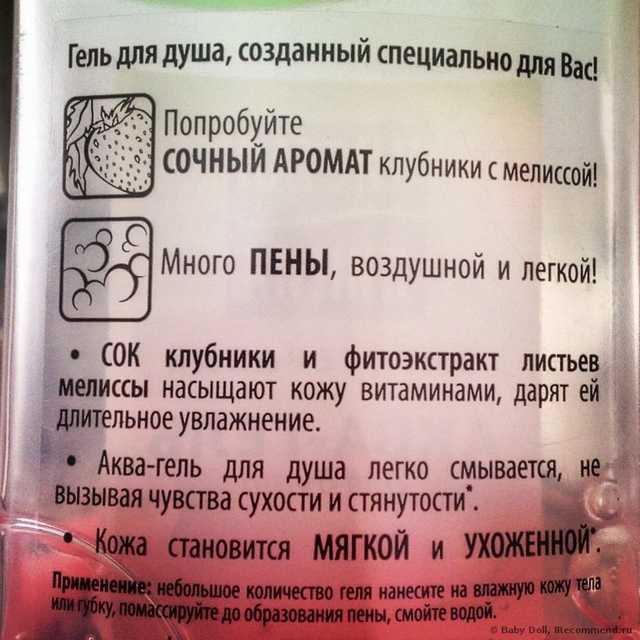 Гель для душа, созданный специально для Вас!
Попробуйте
СОЧНЫЙ АРОМАТ клубники с мелиссой!
Много ПЕНЫ, воздушной и легкой!
• СОК клубники и фитоэкстракт листьев
мелиссы насыщают кожу витаминами, дарят ей
длительное увлажнение.
• Аква-гель для душа легко смывается, не
вызывая чувства сухости и стянутости*.
• Кожа становится МЯГКОЙ и УХОЖЕННОЙ*.
Применение: небольшое количество геля нанесите на влажную кожу тела
или губку, помассируйте до образования пены, смойте водой.
© Baby Doll, IRecommend.ru